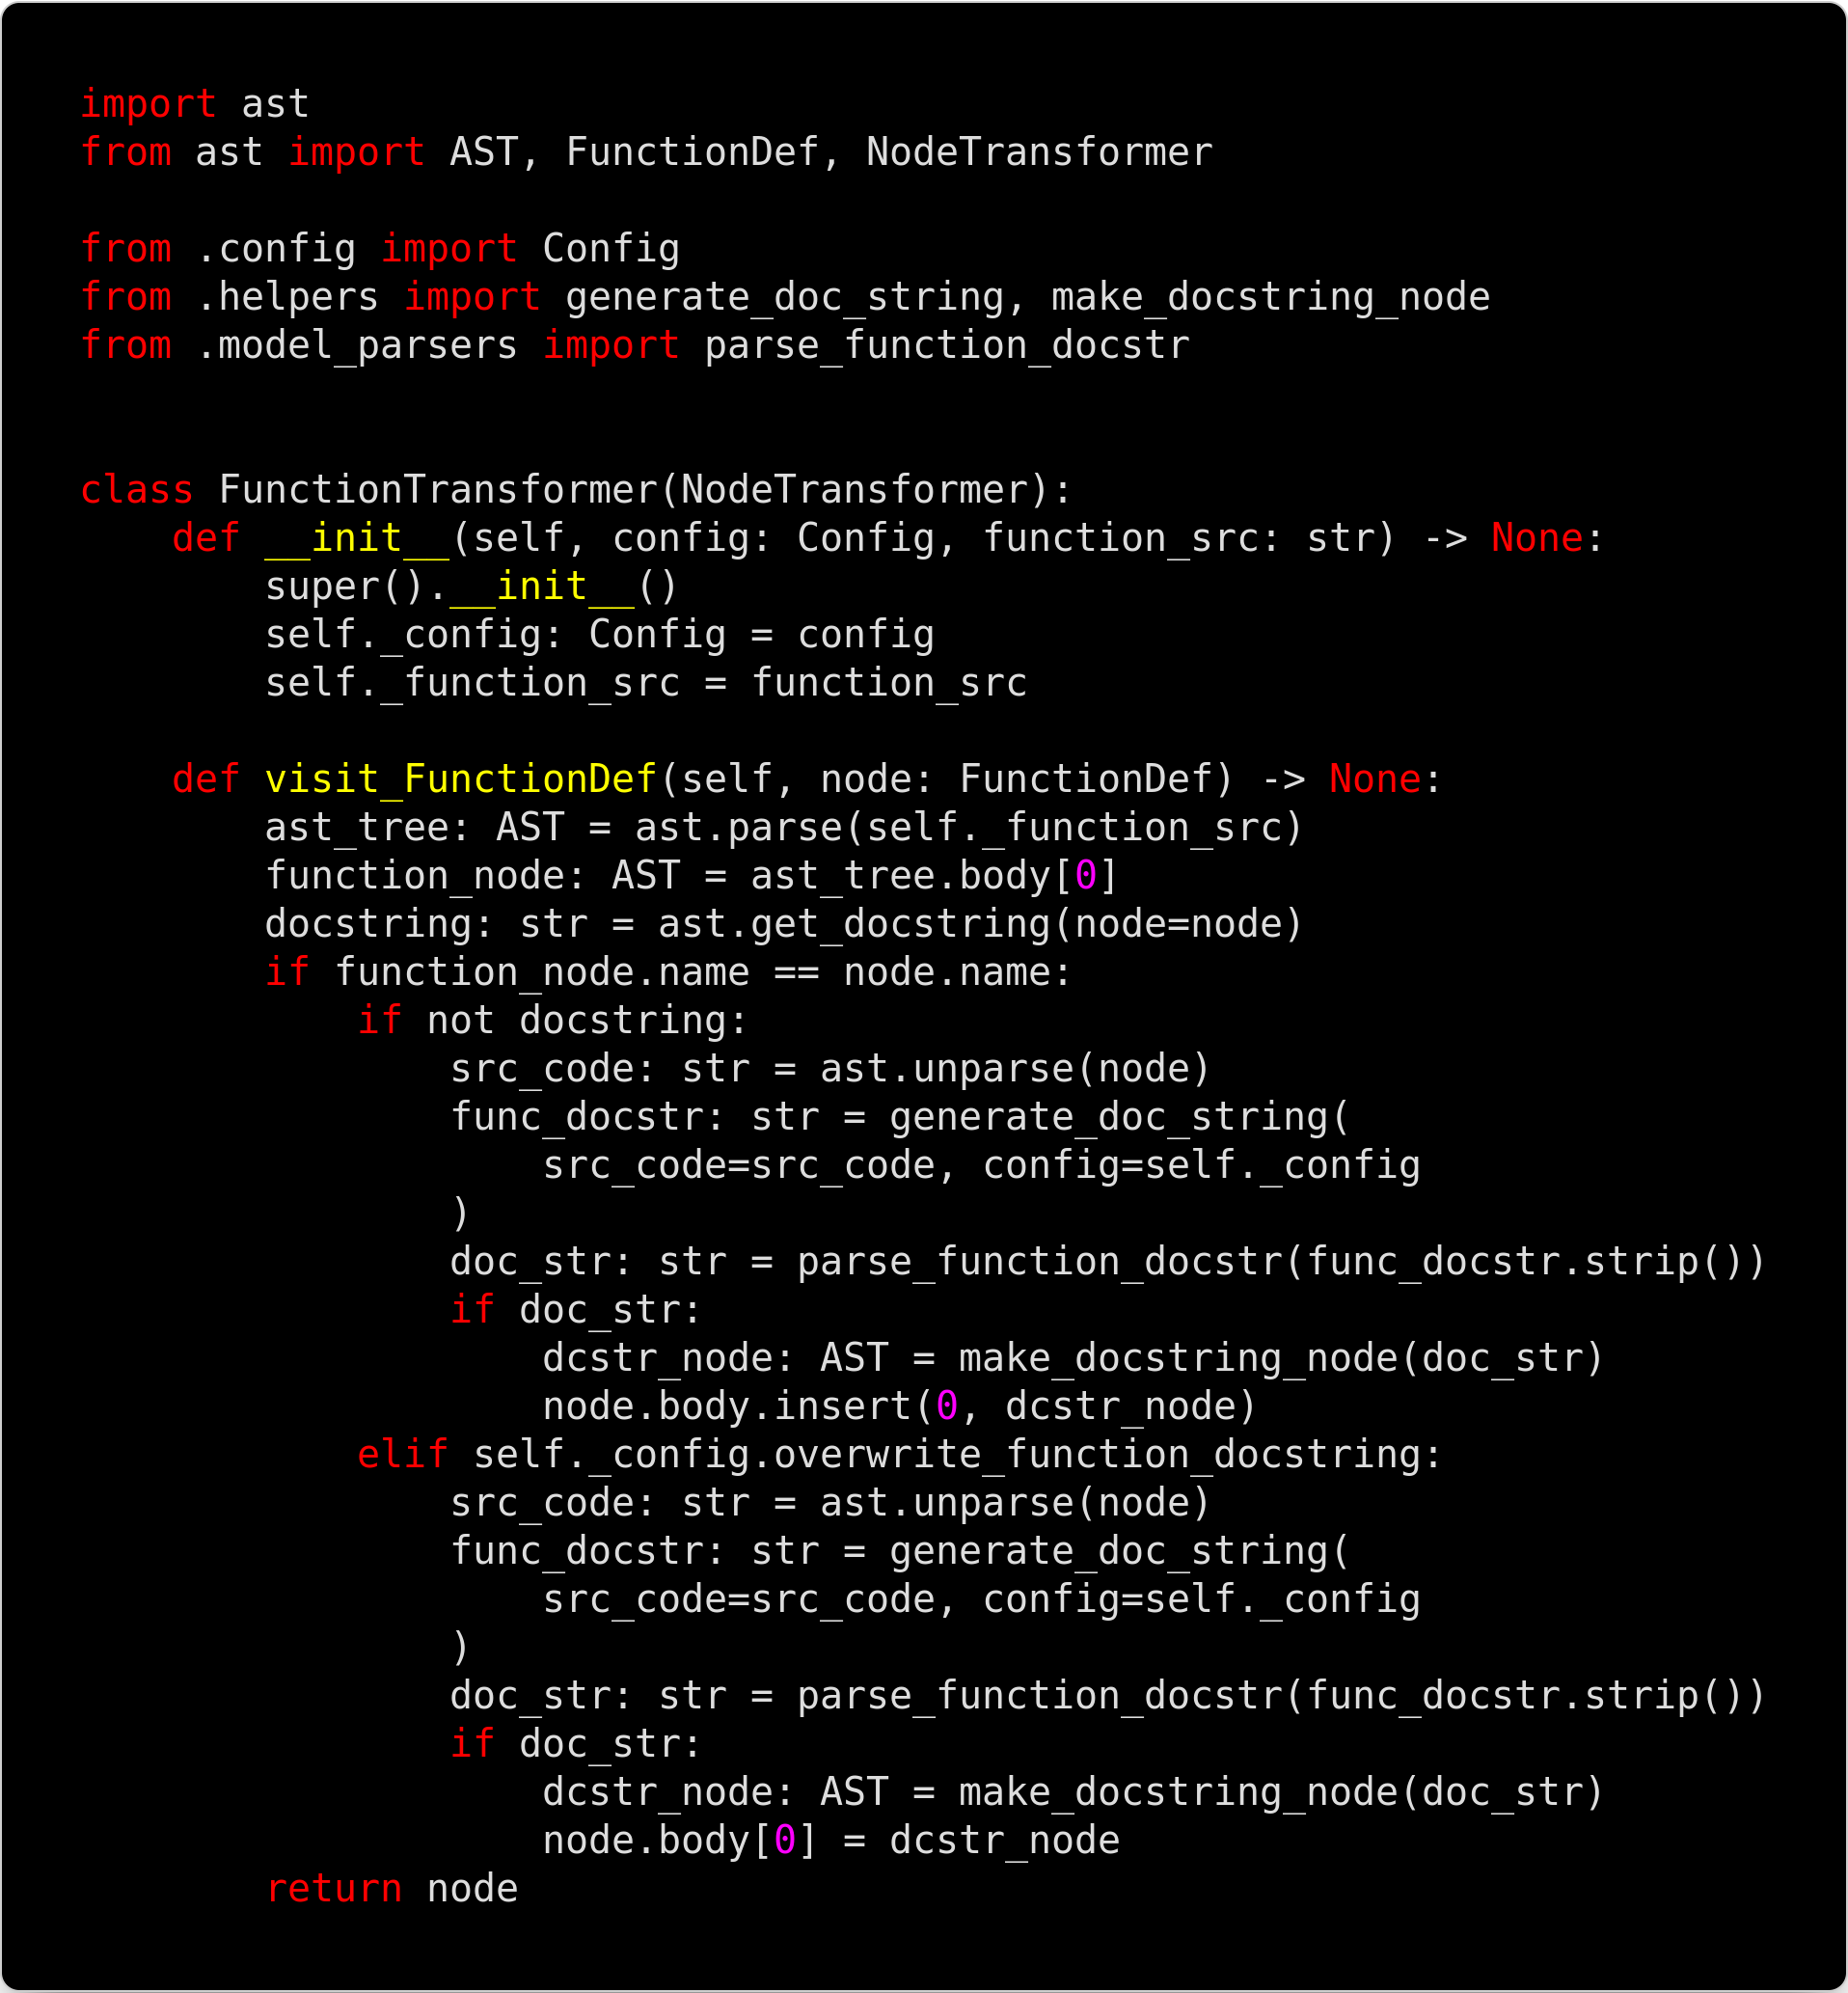 import ast
from ast import AST, FunctionDef, NodeTransformer

from .config import Config
from .helpers import generate_doc_string, make_docstring_node
from .model_parsers import parse_function_docstr


class FunctionTransformer(NodeTransformer):
    def __init__(self, config: Config, function_src: str) -> None:
        super().__init__()
        self._config: Config = config
        self._function_src = function_src

    def visit_FunctionDef(self, node: FunctionDef) -> None:
        ast_tree: AST = ast.parse(self._function_src)
        function_node: AST = ast_tree.body[0]
        docstring: str = ast.get_docstring(node=node)
        if function_node.name == node.name:
            if not docstring:
                src_code: str = ast.unparse(node)
                func_docstr: str = generate_doc_string(
                    src_code=src_code, config=self._config
                )
                doc_str: str = parse_function_docstr(func_docstr.strip())
                if doc_str:
                    dcstr_node: AST = make_docstring_node(doc_str)
                    node.body.insert(0, dcstr_node)
            elif self._config.overwrite_function_docstring:
                src_code: str = ast.unparse(node)
                func_docstr: str = generate_doc_string(
                    src_code=src_code, config=self._config
                )
                doc_str: str = parse_function_docstr(func_docstr.strip())
                if doc_str:
                    dcstr_node: AST = make_docstring_node(doc_str)
                    node.body[0] = dcstr_node
        return node